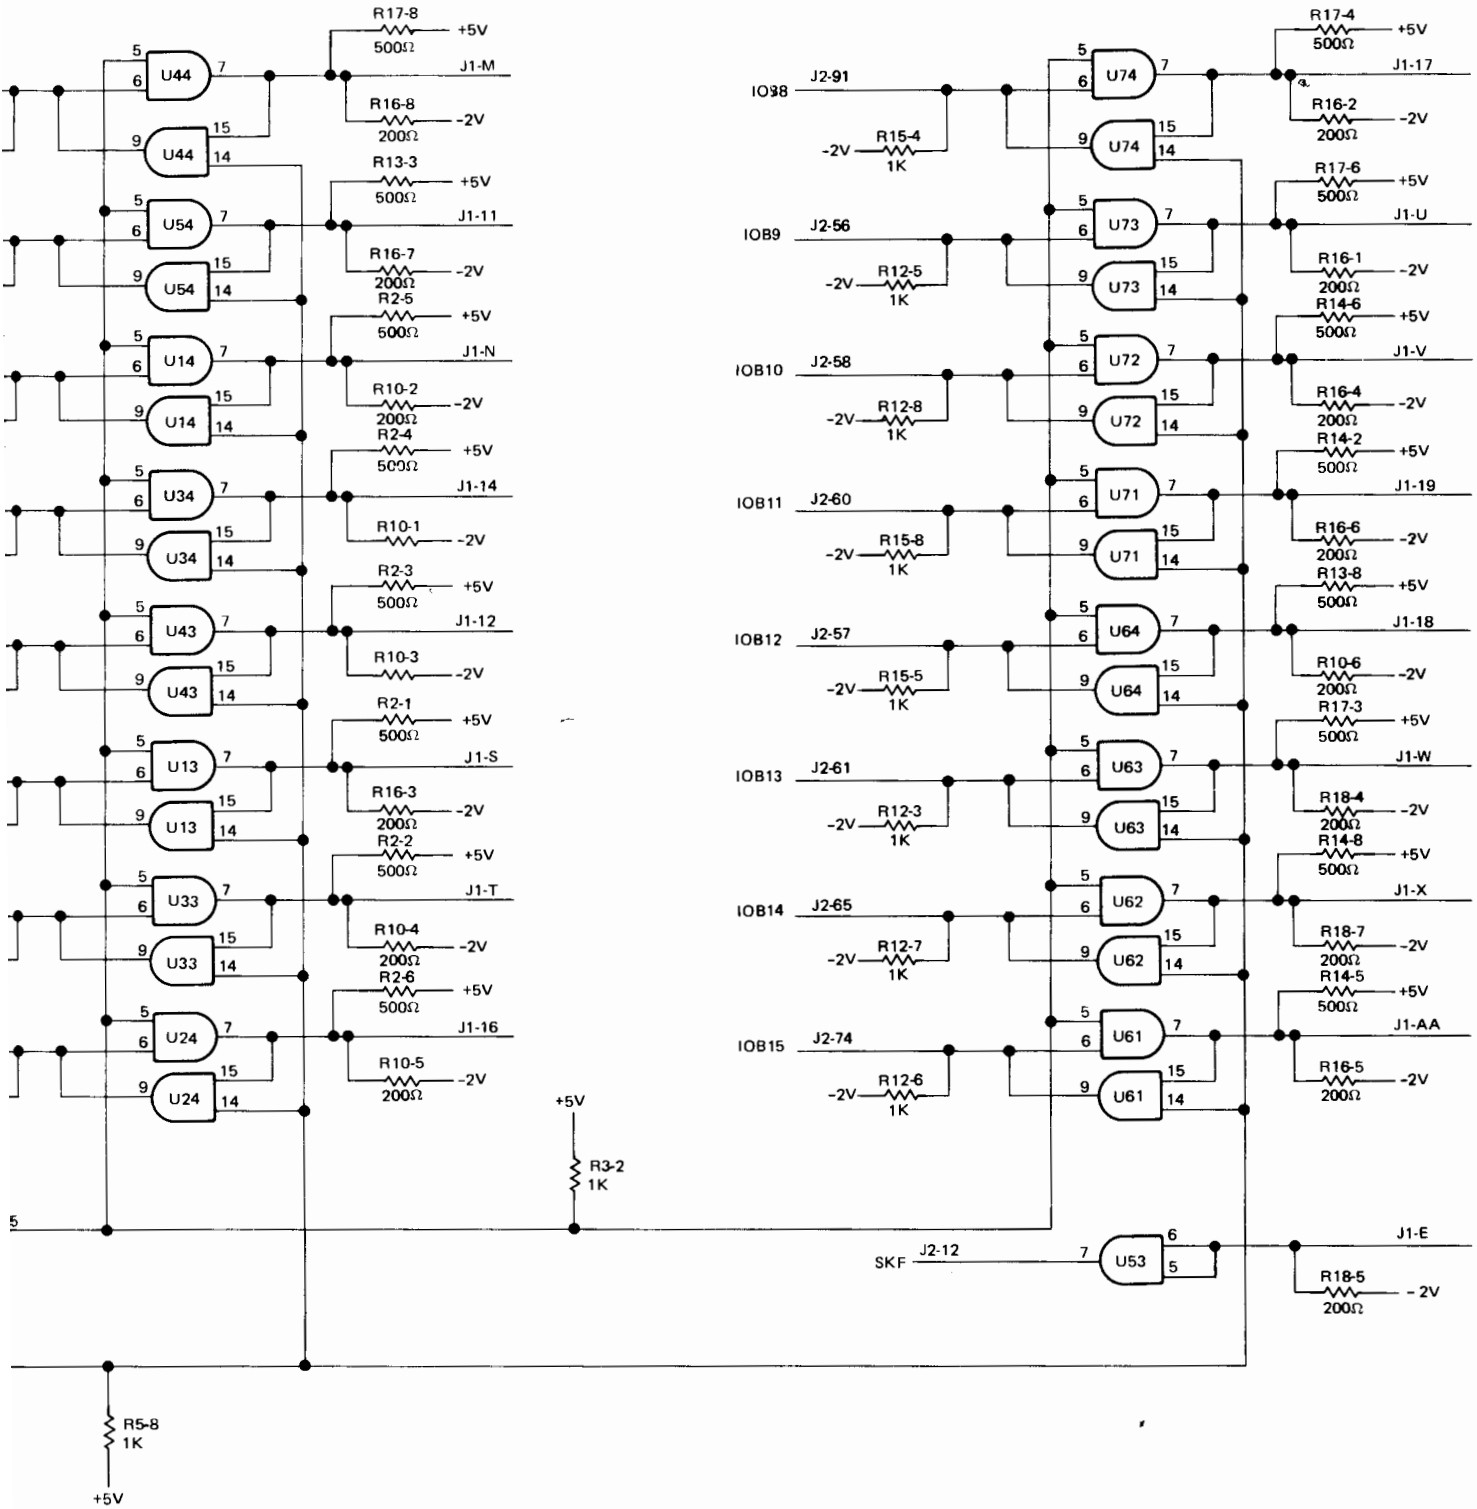 R17-8
+5V
500Ω
5
U44
7
6
J1-M
R16-8
-2V
200Ω
15
9
U44
14
R13-3
+5V
500Ω
5
U54
7
6
J1-11
R16-7
-2V
200Ω
15
9
U54
14
R2-5
+5V
500Ω
5
U14
7
6
J1-N
R10-2
-2V
200Ω
15
9
U14
14
R2-4
+5V
500Ω
5
U34
7
6
J1-14
R10-1
-2V
15
9
U34
14
R2-3
+5V
500Ω
5
U43
7
6
J1-12
R10-3
-2V
15
9
U43
14
R2-1
+5V
500Ω
5
U13
7
6
J1-S
R16-3
-2V
200Ω
15
9
U13
14
R2-2
+5V
500Ω
5
U33
7
6
J1-T
R10-4
-2V
200Ω
15
9
U33
14
R2-6
+5V
500Ω
5
U24
7
6
J1-16
R10-5
-2V
200Ω
15
9
U24
14
+5V
R3-2
1K
5
R5-8
1K
+5V
R17-4
+5V
500Ω
IOB8
J2-91
5
U74
7
6
J1-17
R16-2
-2V
200Ω
-2V
R15-4
1K
15
9
U74
14
R17-6
+5V
500Ω
IOB9
J2-56
5
U73
7
6
J1-U
R16-1
-2V
200Ω
-2V
R12-5
1K
15
9
U73
14
R14-6
+5V
500Ω
IOB10
J2-58
5
U72
7
6
J1-V
R16-4
-2V
200Ω
-2V
R12-8
1K
15
9
U72
14
R14-2
+5V
500Ω
IOB11
J2-60
5
U71
7
6
J1-19
R16-6
-2V
200Ω
-2V
R15-8
1K
15
9
U71
14
R13-8
+5V
500Ω
IOB12
J2-57
5
U64
7
6
J1-18
R10-6
-2V
200Ω
-2V
R15-5
1K
15
9
U64
14
R17-3
+5V
500Ω
IOB13
J2-61
5
U63
7
6
J1-W
R18-4
-2V
200Ω
-2V
R12-3
1K
15
9
U63
14
R14-8
+5V
500Ω
IOB14
J2-65
5
U62
7
6
J1-X
R18-7
-2V
200Ω
-2V
R12-7
1K
15
9
U62
14
R14-5
+5V
500Ω
IOB15
J2-74
5
U61
7
6
J1-AA
R16-5
-2V
200Ω
-2V
R12-6
1K
15
9
U61
14
SKF
J2-12
7
U53
6
5
J1-E
R18-5
-2V
200Ω